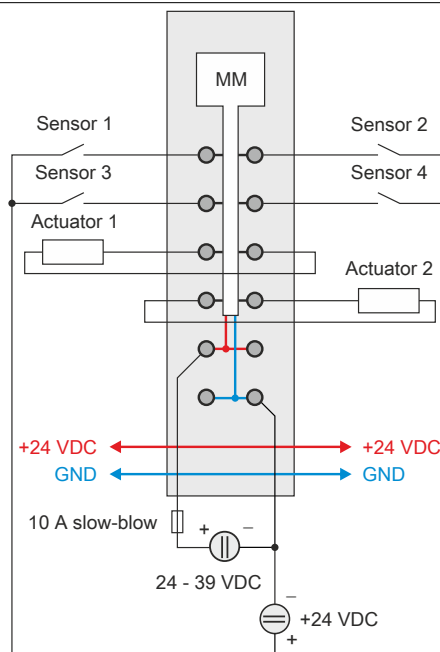 MM
Sensor 1
Sensor 2
Sensor 3
Sensor 4
Actuator 1
Actuator 2
+24 VDC
+24 VDC
GND
GND
10 A slow-blow
+
−
24 - 39 VDC
−
+24 VDC
+